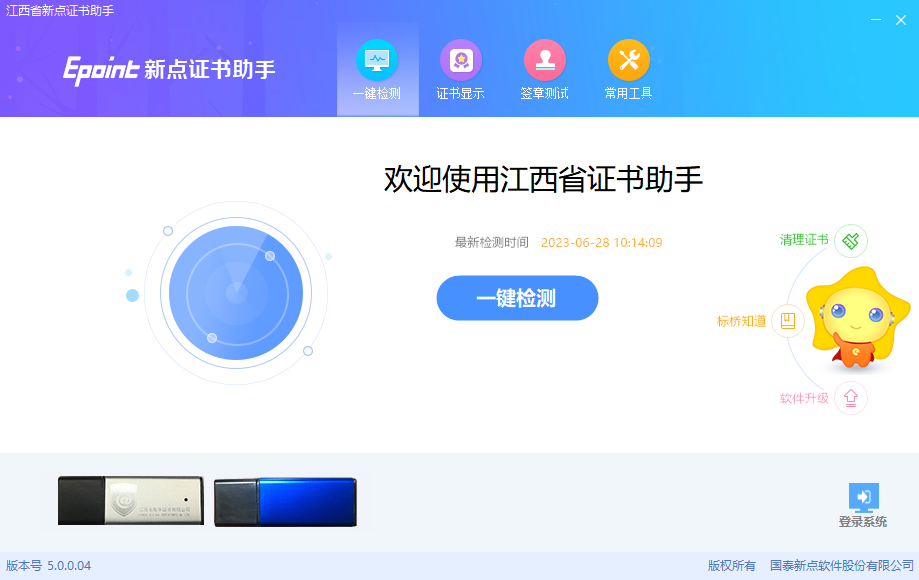 江西省新点证书助手
Epoint 新点证书助手
一键检测
证书显示
签章测试
常用工具
欢迎使用江西省证书助手
最新检测时间 2023-06-28 10:14:09
一键检测
清理证书
标桥知道
软件升级
登录系统
版本号 5.0.0.04
版权所有 国泰新点软件股份有限公司